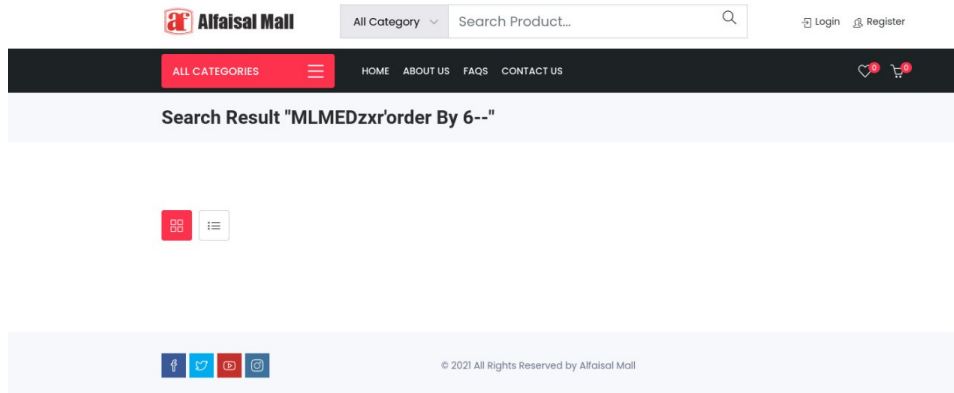 af Alfaisal Mall
All Category
Search Product...
Login
Register
ALL CATEGORIES
HOME
ABOUT US
FAQS
CONTACT US
0
0
Search Result "MLMEDzxr'order By 6--"
© 2021 All Rights Reserved by Alfaisal Mall